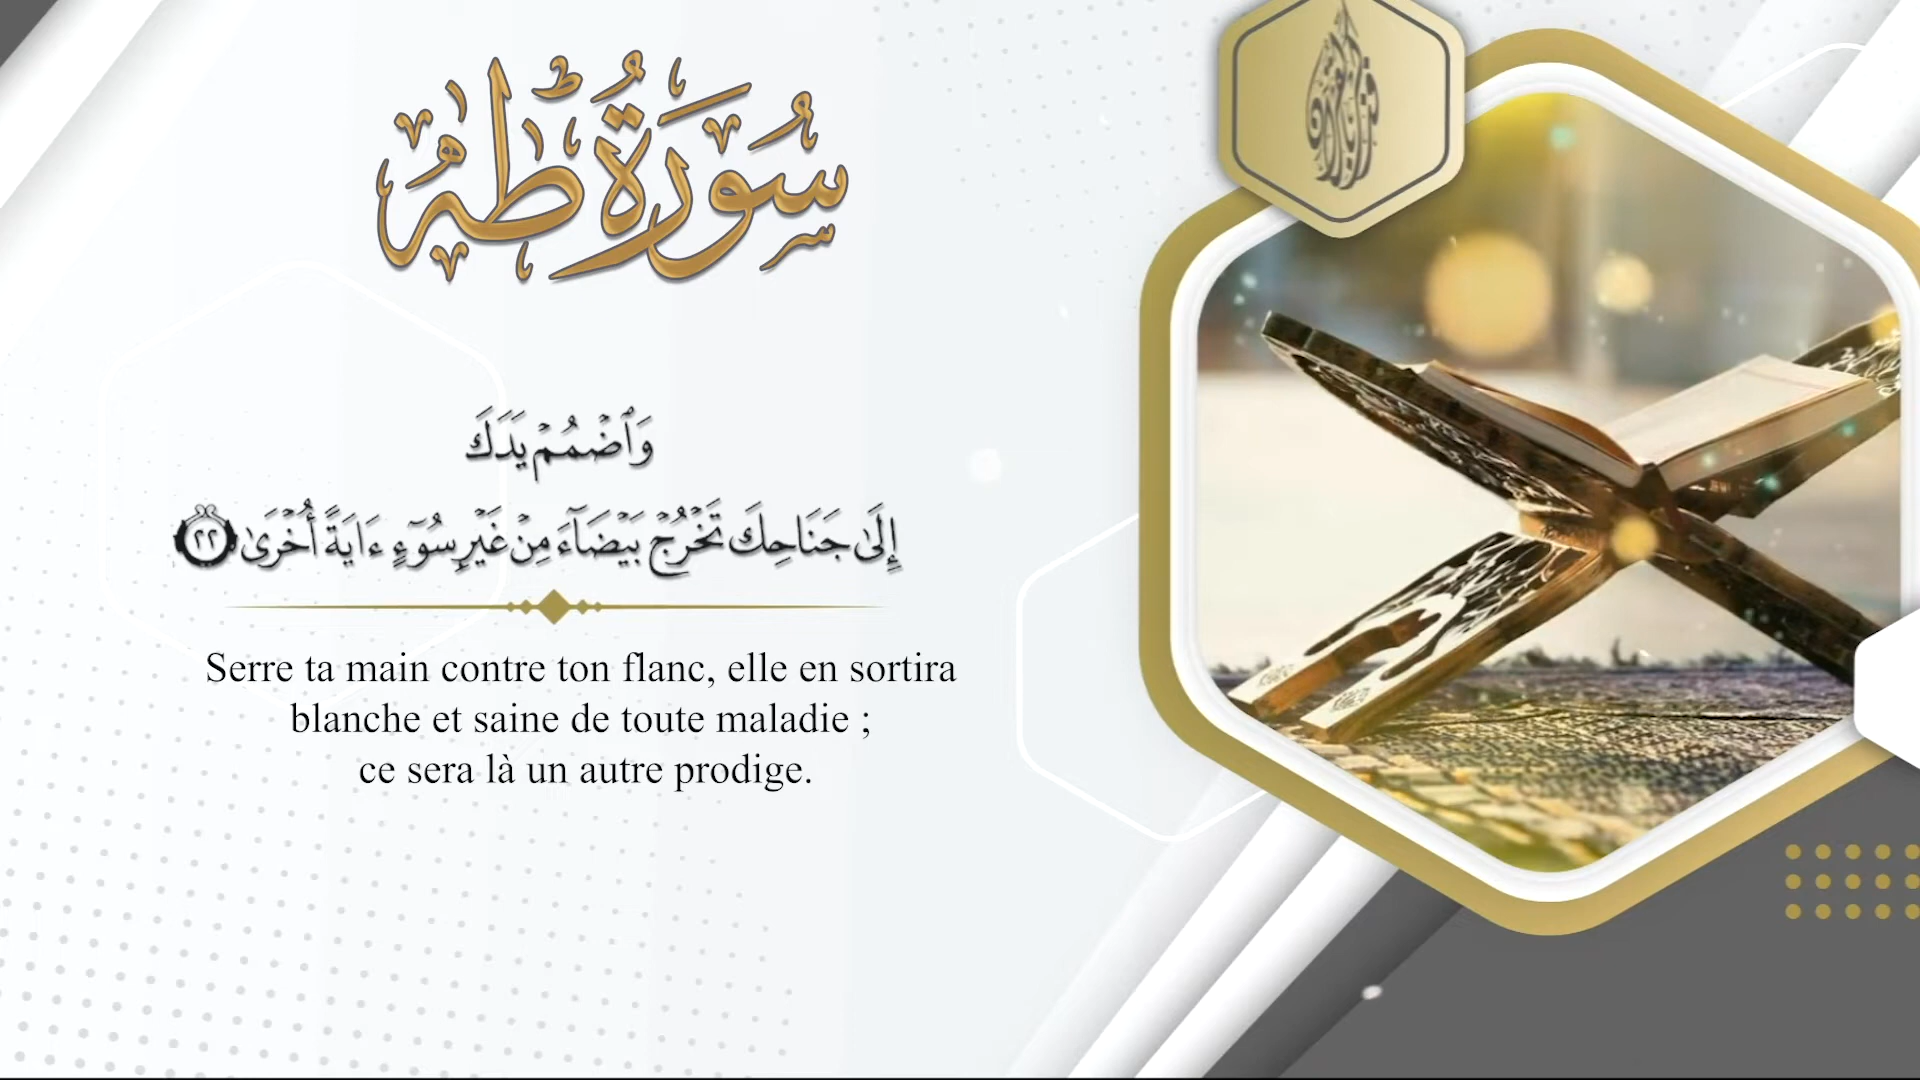 سُورَةُ طه
وَٱضْمُمْ يَدَكَ
إِلَىٰ جَنَاحِكَ تَخْرُجْ بَيْضَآءَ مِنْ غَيْرِ سُوٓءٍ ءَايَةً أُخْرَىٰ ٢٢
Serre ta main contre ton flanc, elle en sortira
blanche et saine de toute maladie ;
ce sera là un autre prodige.